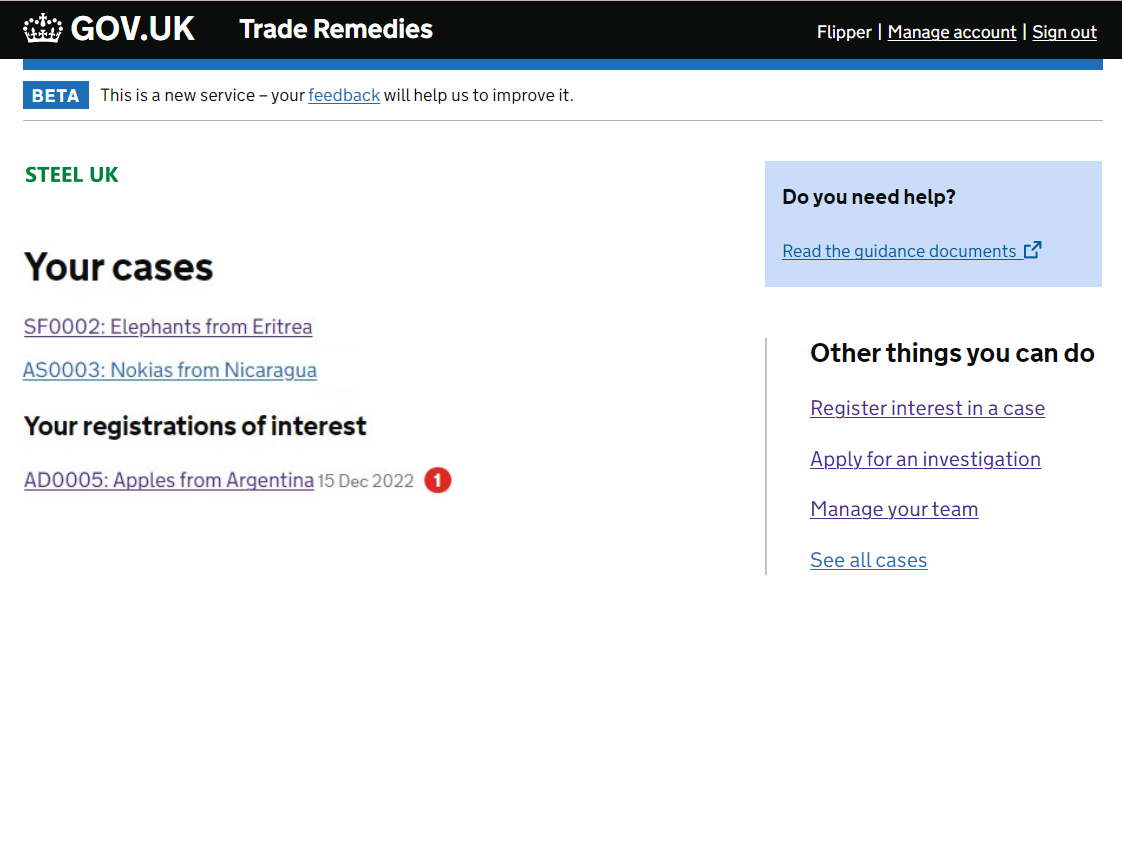 GOV.UK Trade Remedies Flipper | Manage account | Sign out
BETA This is a new service – your feedback will help us to improve it.
STEEL UK
Your cases
SF0002: Elephants from Eritrea
AS0003: Nokias from Nicaragua
Your registrations of interest
AD0005: Apples from Argentina 15 Dec 2022 1
Do you need help?
Read the guidance documents
Other things you can do
Register interest in a case
Apply for an investigation
Manage your team
See all cases